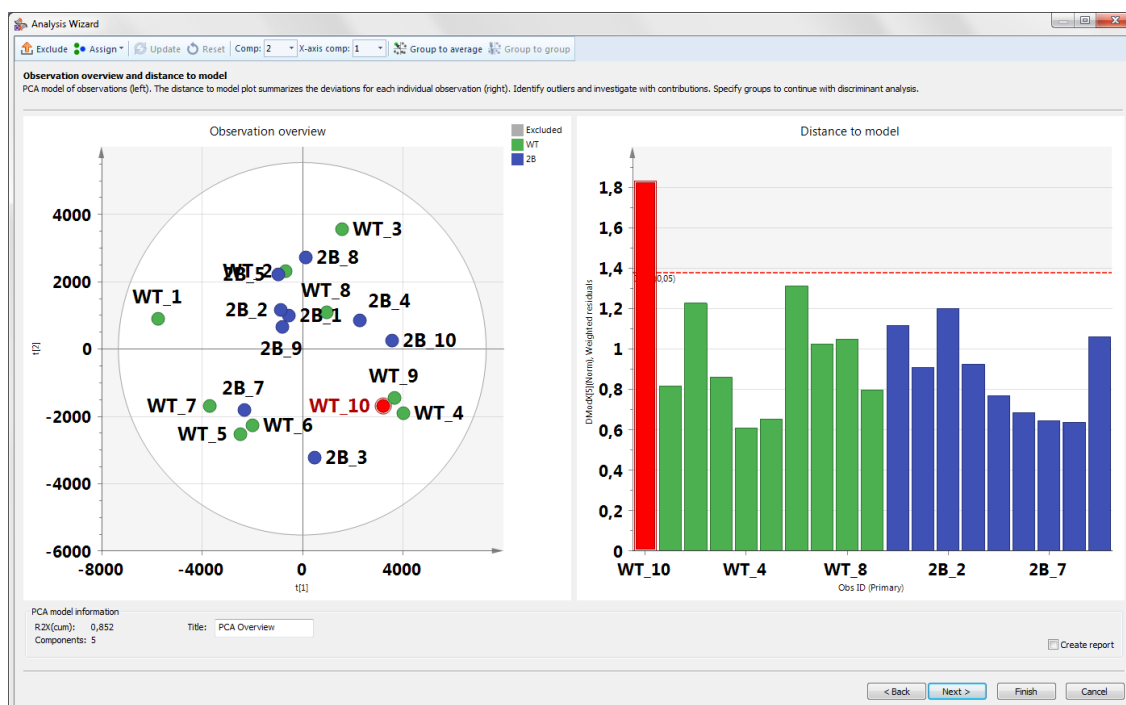 Analysis Wizard
Exclude Assign Update Reset Comp: 2 X-axis comp: 1 Group to average Group to group
Observation overview and distance to model
PCA model of observations (left). The distance to model plot summarizes the deviations for each individual observation (right). Identify outliers and investigate with contributions. Specify groups to continue with discriminant analysis.
Observation overview
Excluded
WT
2B
4000
2000
0
-2000
-4000
-6000
t[2]
WT_3
2B_8
WT_2
2B_5
WT_8
WT_1
2B_4
2B_2
2B_1
2B_10
2B_9
WT_9
2B_7
WT_7
WT_10
WT_4
WT_6
WT_5
2B_3
-8000 -4000 0 4000
t[1]
Distance to model
1,8
1,6
1,4
0,05)
1,2
1
0,8
0,6
0,4
0,2
0
DModX[5](Norm), Weighted residuals
WT_10 WT_4 WT_8 2B_2 2B_7
Obs ID (Primary)
PCA model information
R2X(cum): 0,852 Title: PCA Overview
Components: 5
Create report
< Back Next > Finish Cancel